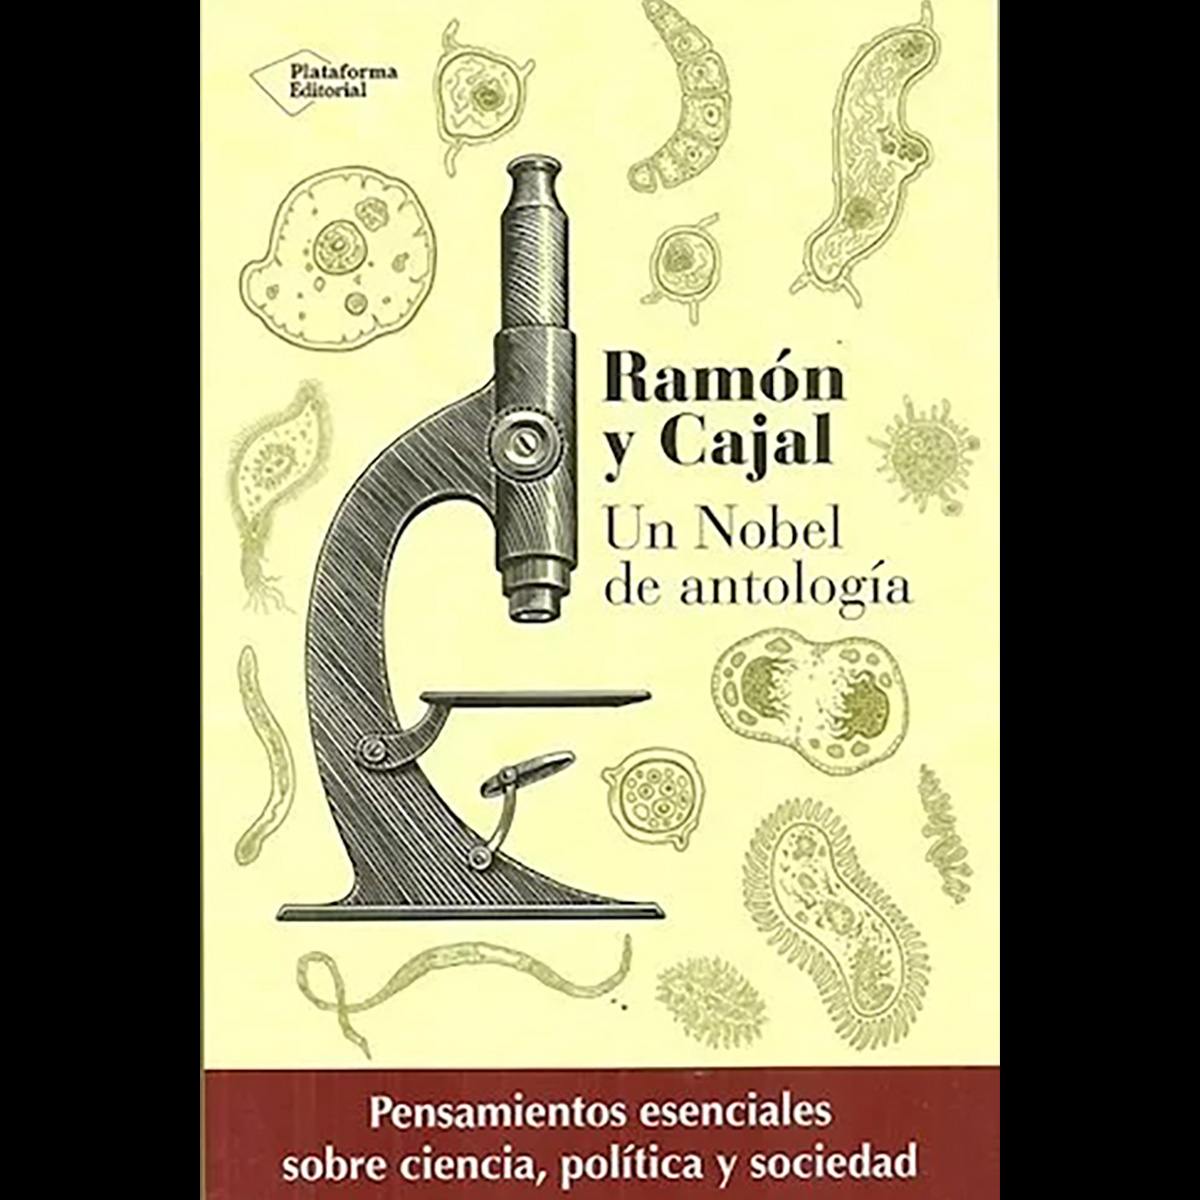 Plataforma
Editorial
Ramón
y Cajal
Un Nobel
de antología
Pensamientos esenciales
sobre ciencia, política y sociedad